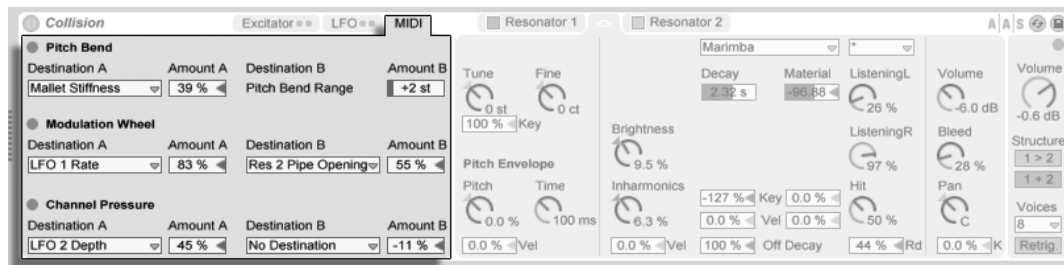 Collision Excitator LFO MIDI Resonator 1 Resonator 2 A A S
Pitch Bend
Destination A Amount A Destination B Amount B
Mallet Stiffness 39 % Pitch Bend Range +2 st
Modulation Wheel
Destination A Amount A Destination B Amount B
LFO 1 Rate 83 % Res 2 Pipe Opening 55 %
Channel Pressure
Destination A Amount A Destination B Amount B
LFO 2 Depth 45 % No Destination -11 %
Tune Fine
0 st 0 ct
100 % Key
Pitch Envelope
Pitch Time
0.0 % 100 ms
0.0 % Vel
Marimba *
Decay Material ListeningL
2.32 s -96.88 26 %
Brightness ListeningR
9.5 % 97 %
Inharmonics Hit
6.3 % -127 % Key 0.0 % 50 %
0.0 % Vel 0.0 %
0.0 % Vel 100 % Off Decay 44 % Rd
Volume
-6.0 dB
Bleed
28 %
Pan
C
0.0 % K
Volume
-0.6 dB
Structure
1 > 2
1 + 2
Voices
8
Retrig.